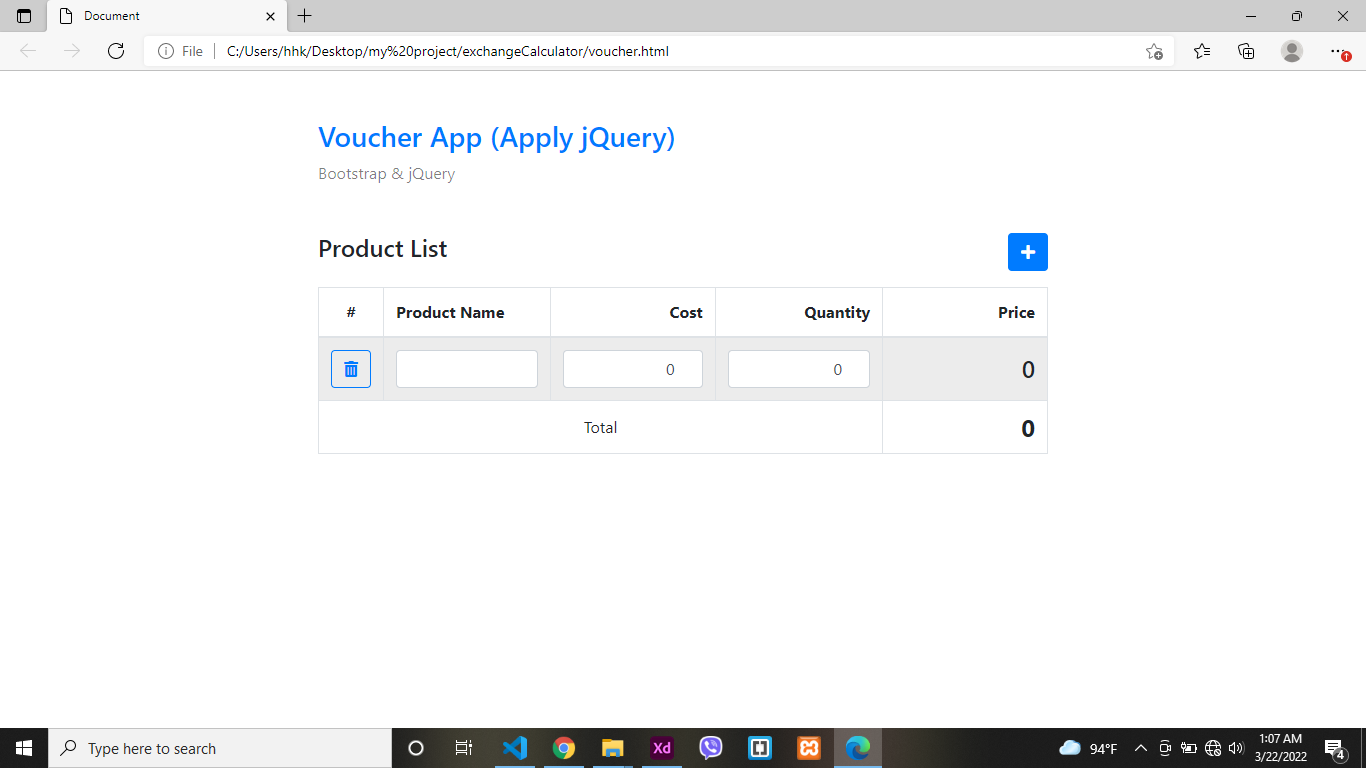 Document
File
C:/Users/hhk/Desktop/my%20project/exchangeCalculator/voucher.html
Voucher App (Apply jQuery)
Bootstrap & jQuery
Product List
# Product Name Cost Quantity Price
0 0 0
Total 0
Type here to search
Xd
94°F
1:07 AM
3/22/2022
4